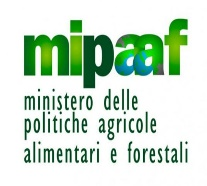 mipaaf
ministero delle
politiche agricole
alimentari e forestali